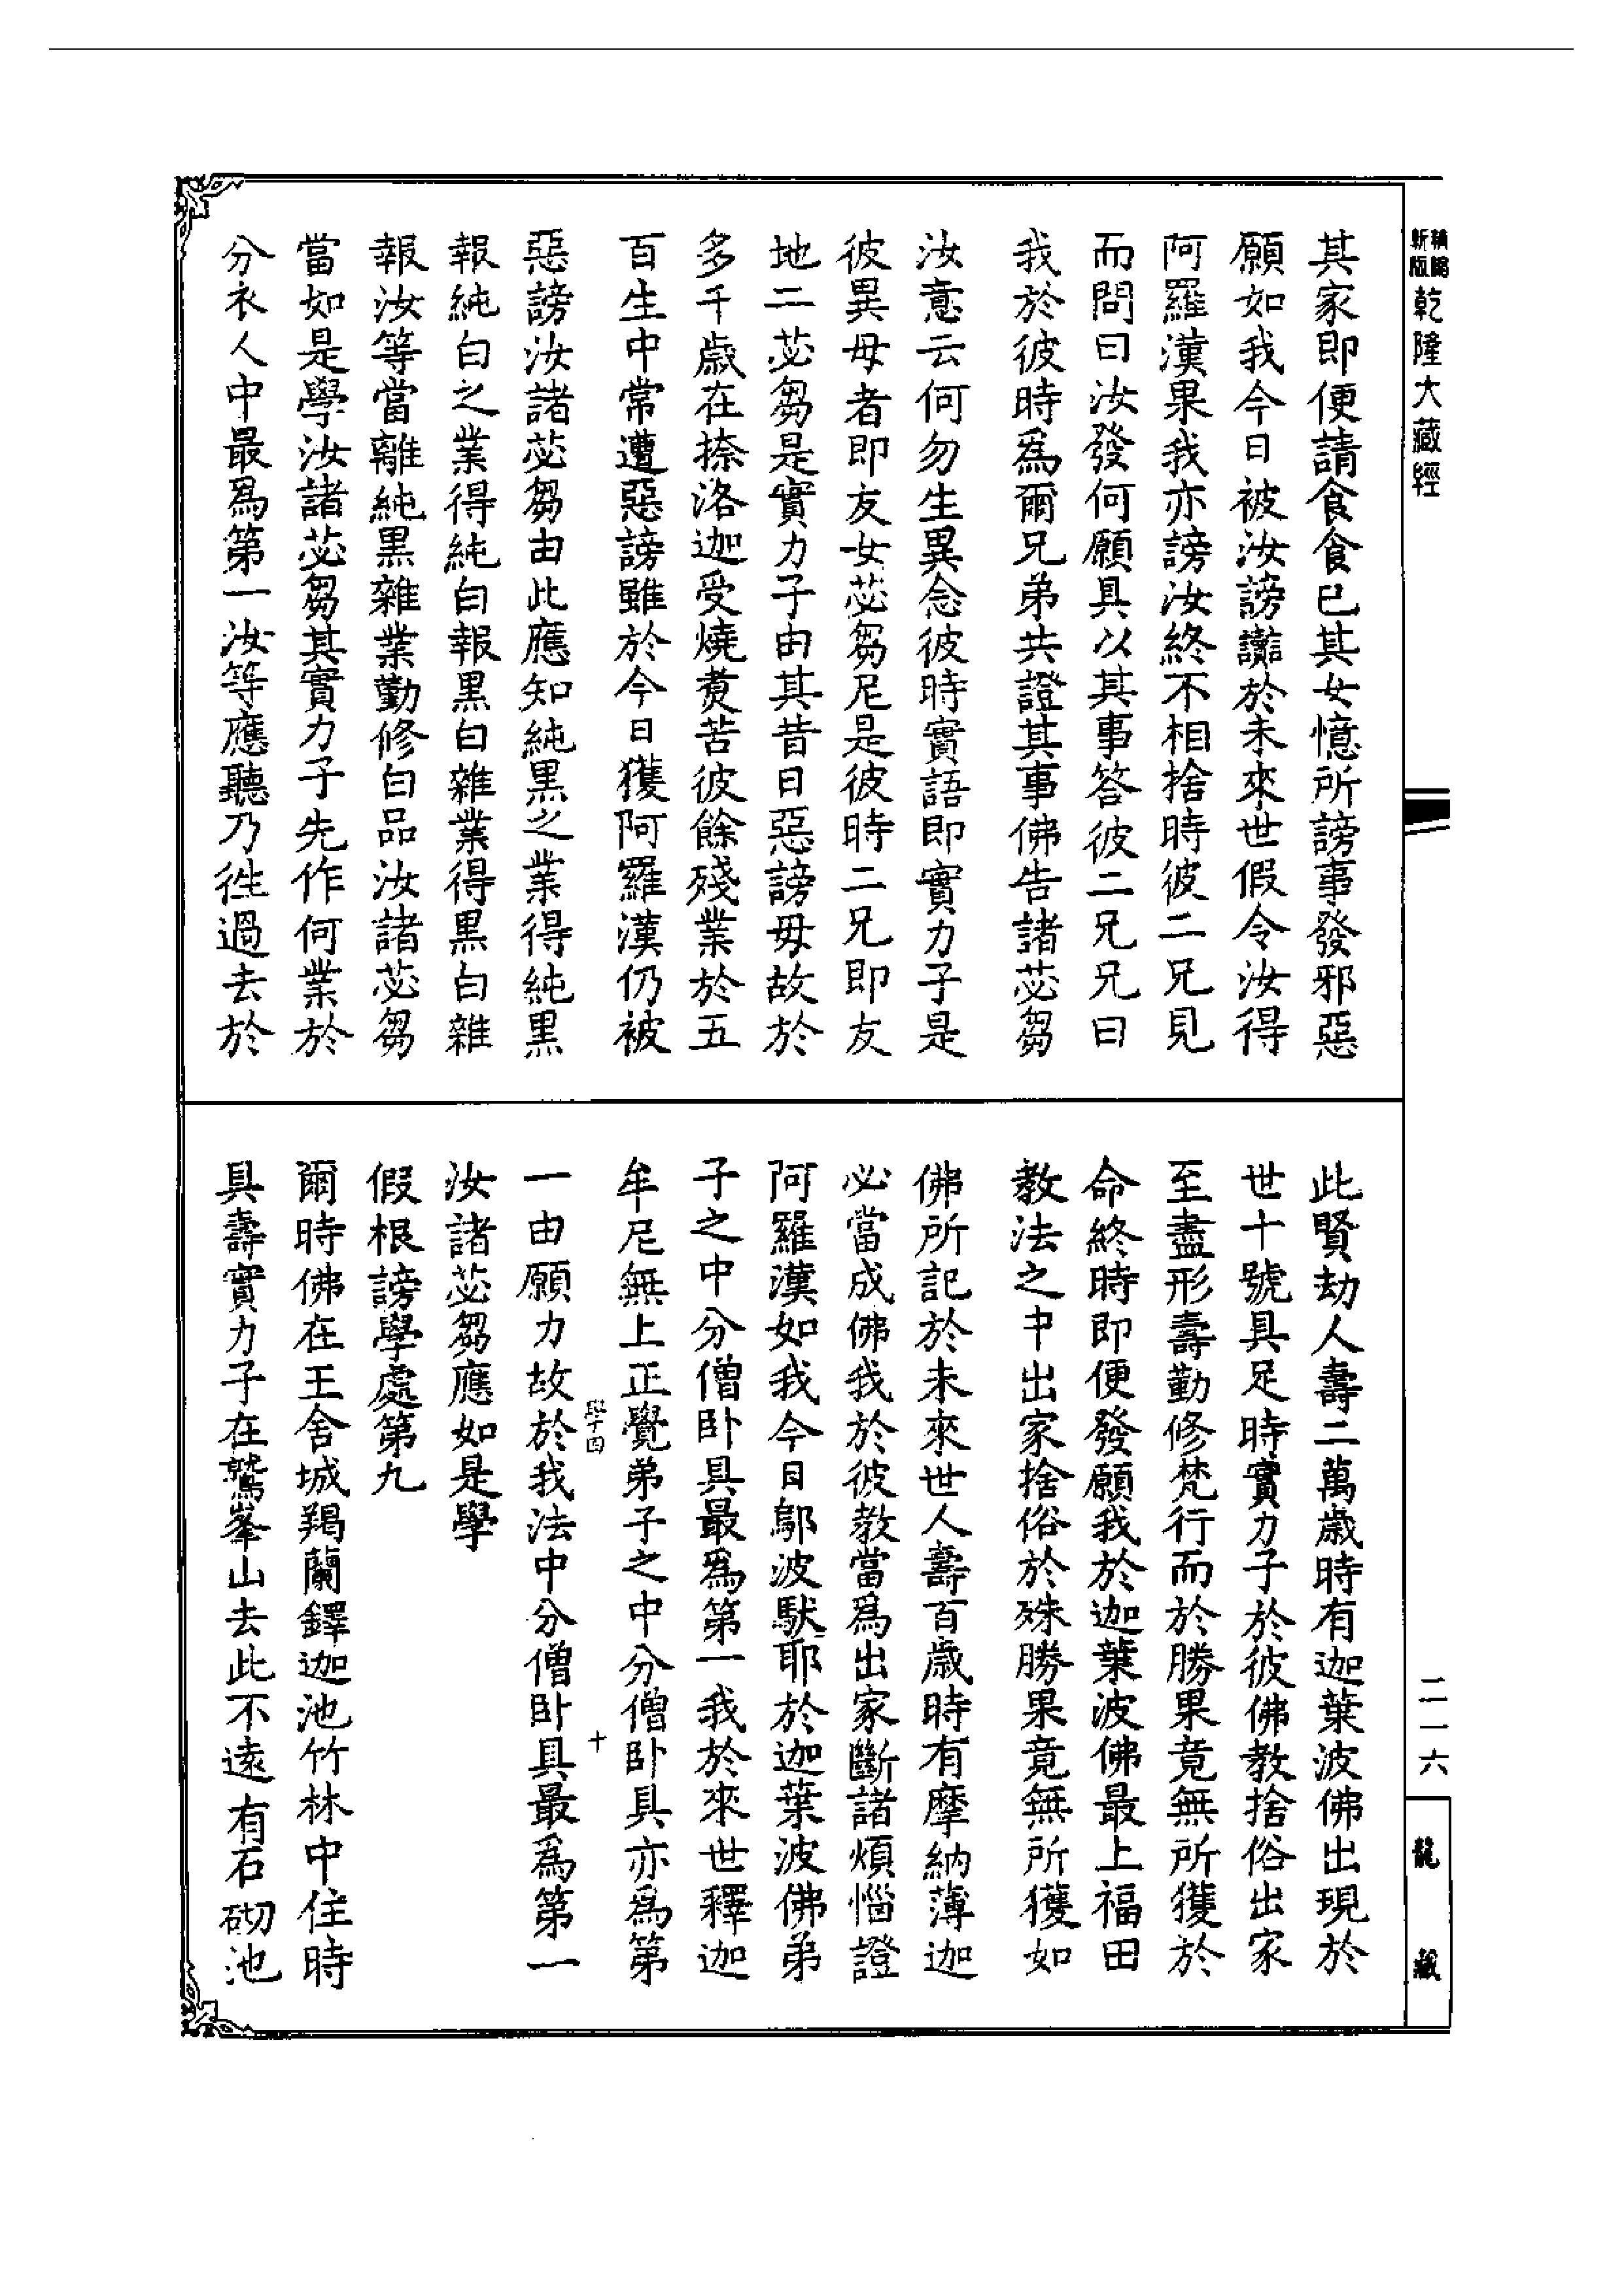 新版
精縮
乾隆大藏經
其家即便請食食已其女憶所謗事發邪惡
願如我今日被汝謗讟於未來世假令汝得
阿羅漢果我亦謗汝終不相捨時彼二兄見
而問曰汝發何願具以其事答彼二兄兄曰
我於彼時為爾兄弟共證其事佛告諸苾芻
汝意云何勿生異念彼時實語即實力子是
彼異母者即友女苾芻尼是彼時二兄即友
地二苾芻是實力子由其昔日惡謗母故於
多千歲在捺洛迦受燒煑苦彼餘殘業於五
百生中常遭惡謗雖於今日獲阿羅漢仍被
惡謗汝諸苾芻由此應知純黑之業得純黑
報純白之業得純白報黑白雜業得黑白雜
報汝等當離純黑雜業勤修白品汝諸苾芻
當如是學汝諸苾芻其實力子先作何業於
分衣人中最為第一汝等應聽乃徃過去於
此賢劫人壽二萬歲時有迦葉波佛出現於
世十號具足時實力子於彼佛教捨俗出家
至盡形壽勤修梵行而於勝果竟無所獲於
命終時即便發願我於迦葉波佛最上福田
教法之中出家捨俗於殊勝果竟無所獲如
佛所記於未來世人壽百歲時有摩納薄迦
必當成佛我於彼教當為出家斷諸煩惱證
阿羅漢如我今日鄔波馱耶於迦葉波佛弟
子之中分僧卧具最為第一我於來世釋迦
牟尼無上正覺弟子之中分僧卧具亦為第
一由願力故於我法中分僧卧具最為第一
汝諸苾芻應如是學
假根謗學處第九
爾時佛在王舍城羯蘭鐸迦池竹林中住時
具壽實力子在鷲峯山去此不遠有石砌池
十
二一六
龍藏